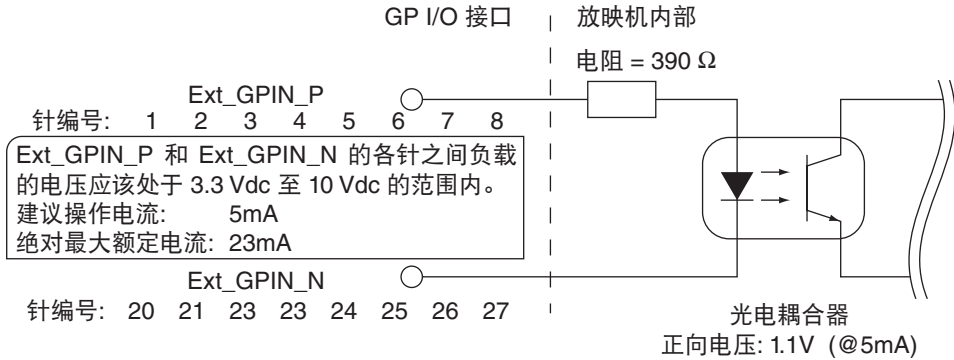 GP I/O 接口
放映机内部
电阻 = 390 Ω
Ext_GPIN_P
针编号: 1 2 3 4 5 6 7 8
Ext_GPIN_P 和 Ext_GPIN_N 的各针之间负载
的电压应该处于 3.3 Vdc 至 10 Vdc 的范围内。
建议操作电流: 5mA
绝对最大额定电流: 23mA
Ext_GPIN_N
针编号: 20 21 23 23 24 25 26 27
光电耦合器
正向电压: 1.1V (@5mA)